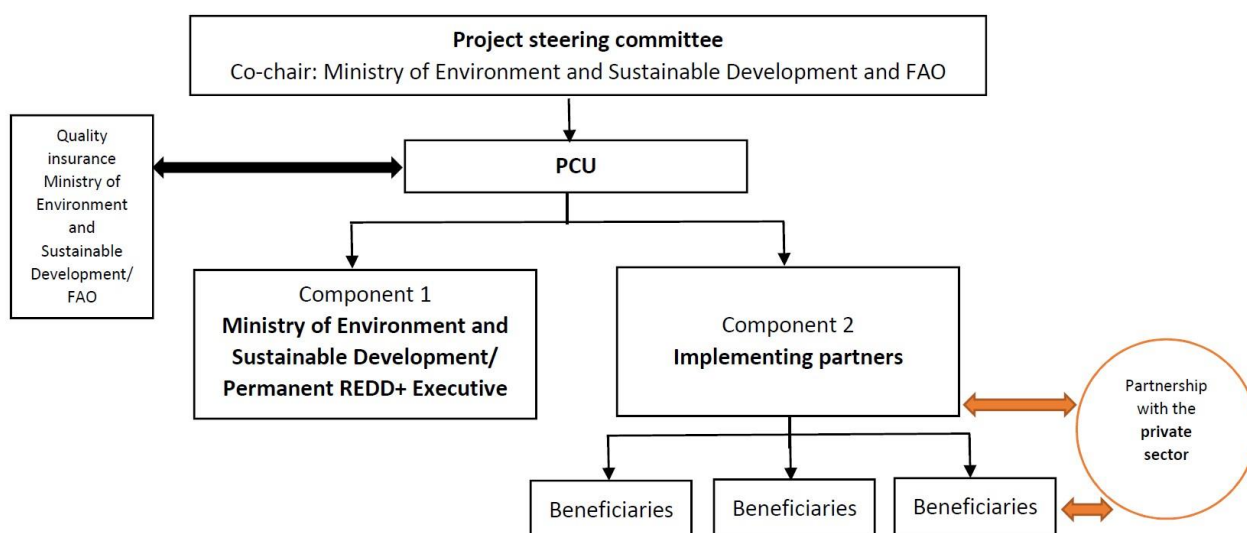 Project steering committee
Co-chair: Ministry of Environment and Sustainable Development and FAO
Quality
insurance
Ministry of
Environment
and
Sustainable
Development/
FAO
PCU
Component 1
Ministry of Environment and
Sustainable Development/
Permanent REDD+ Executive
Component 2
Implementing partners
Partnership
with the
private
sector
Beneficiaries
Beneficiaries
Beneficiaries